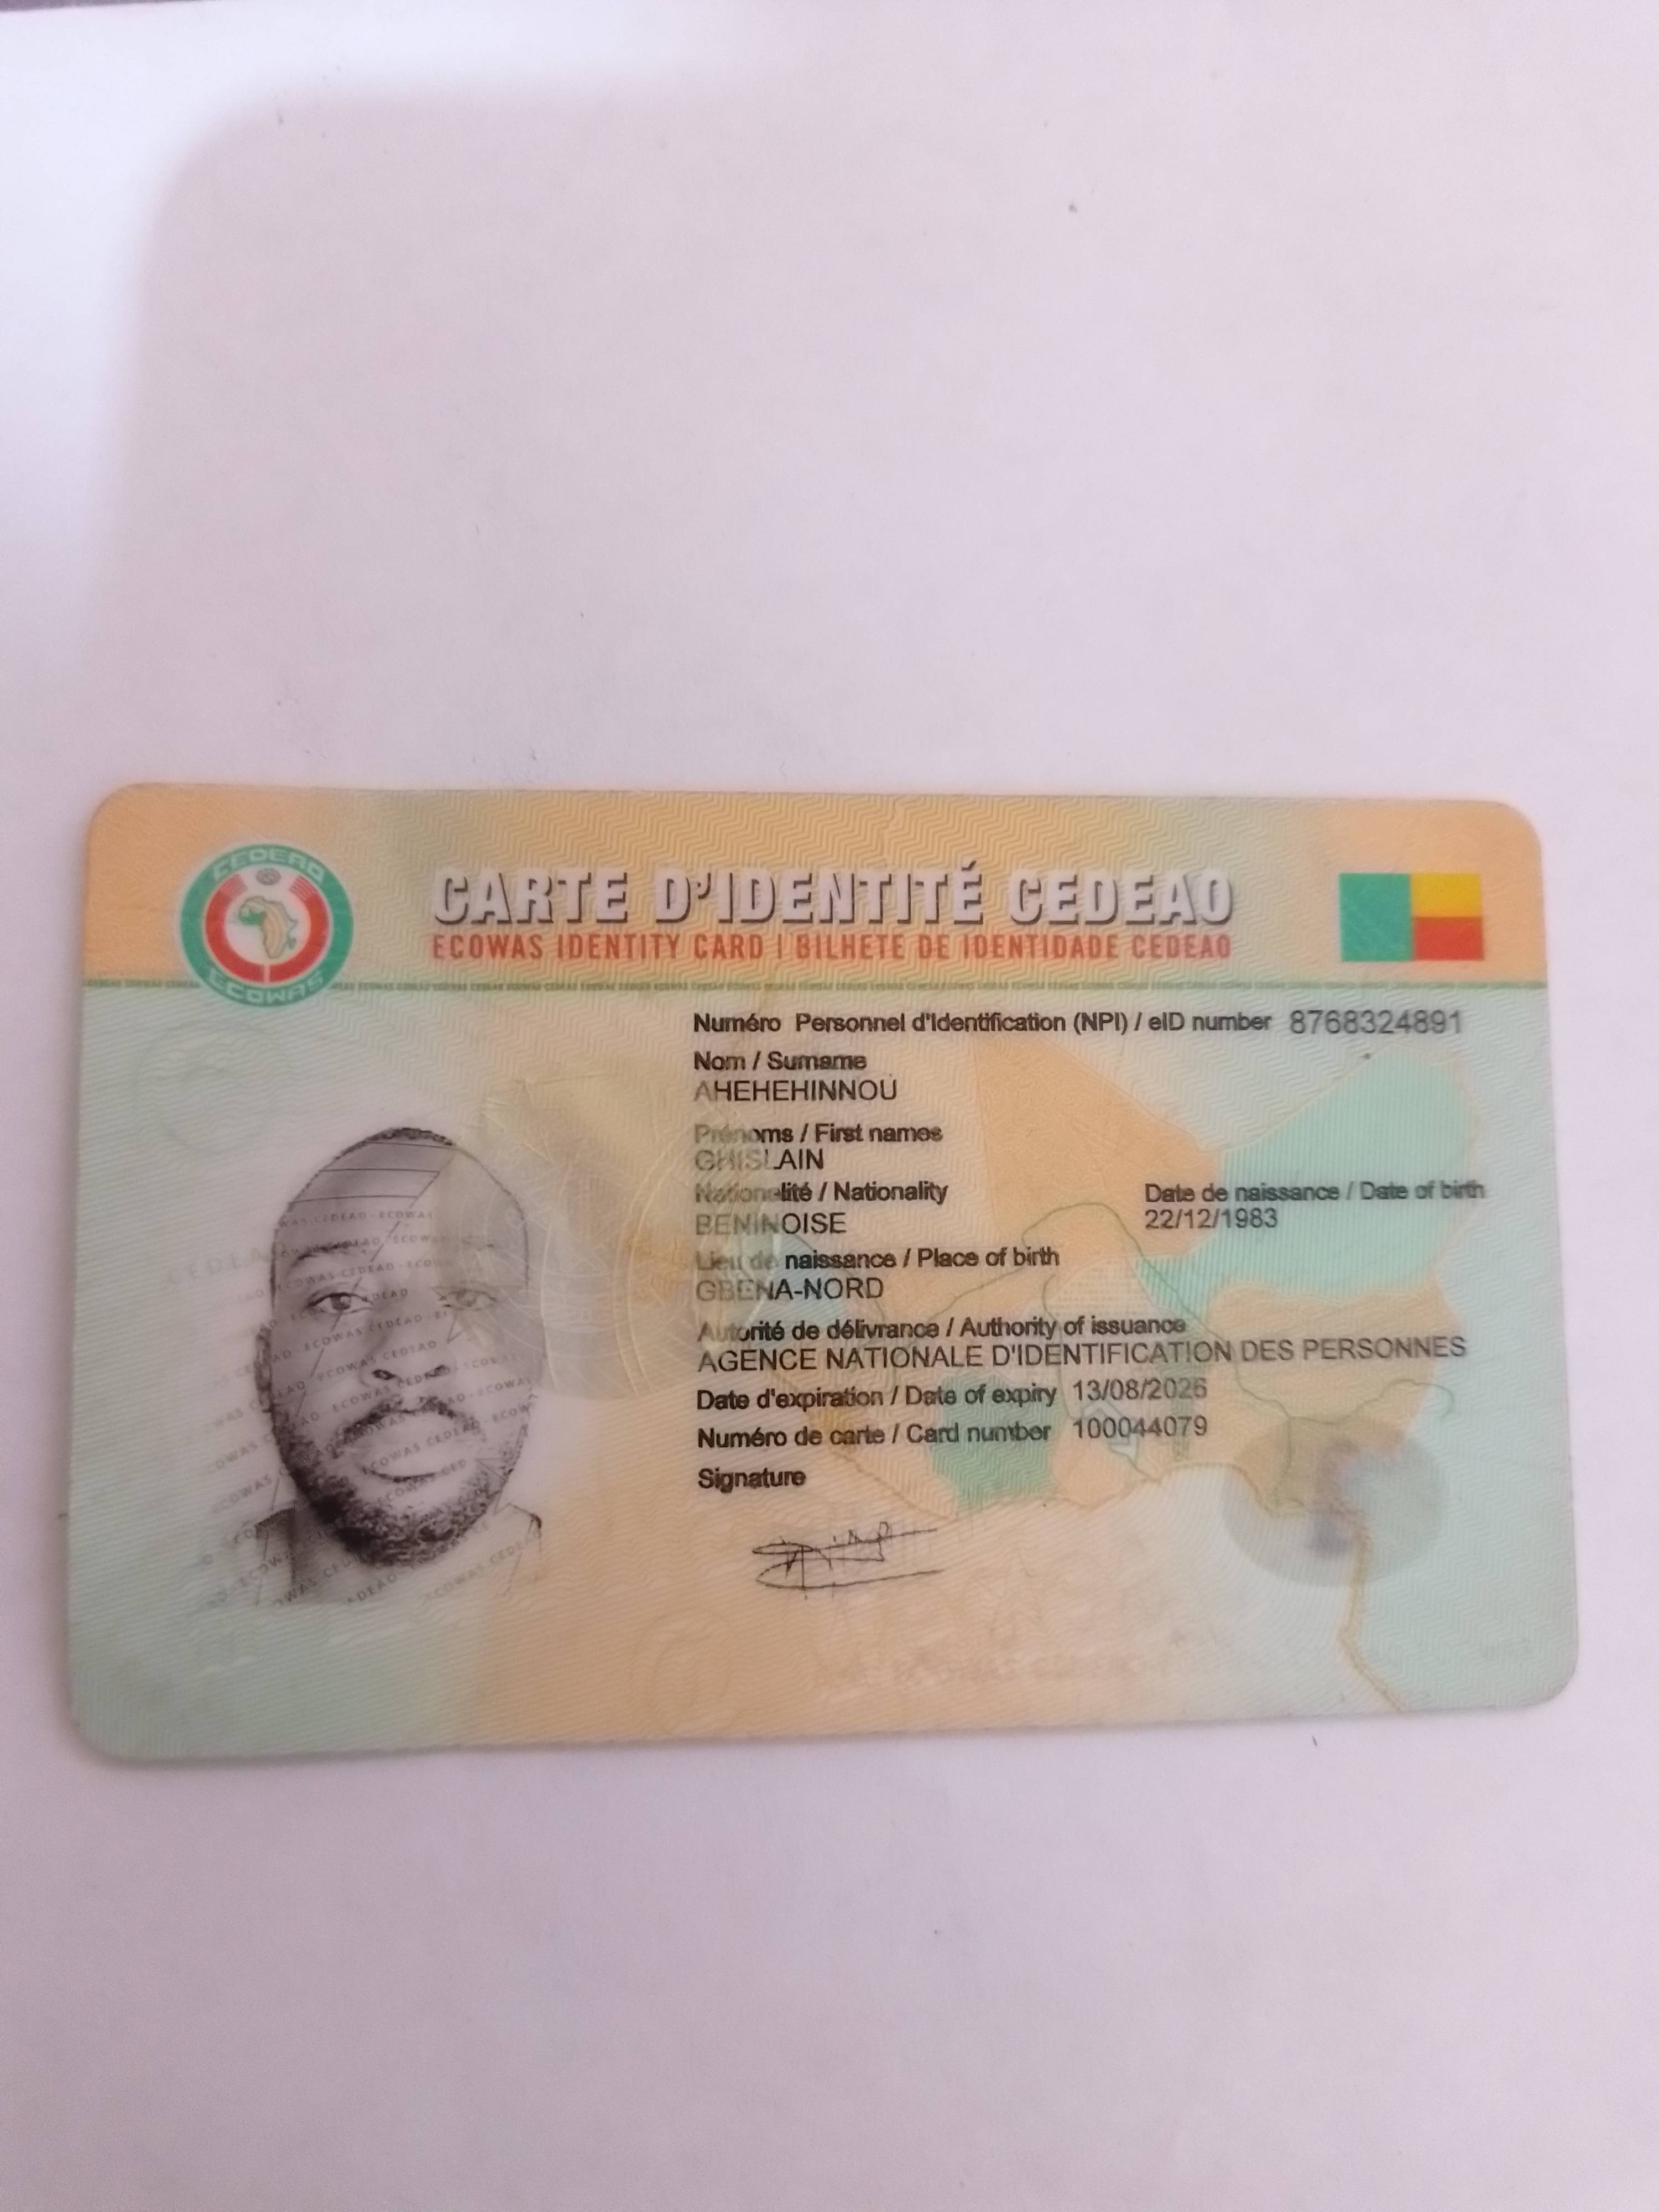 CEDEAO
ECOWAS
CARTE D'IDENTITÉ CEDEAO
ECOWAS IDENTITY CARD | BILHETE DE IDENTIDADE CEDEAO
Numéro Personnel d'Identification (NPI) / eID number 8768324891
Nom / Surname
AHEHEHINNOU
Prénoms / First names
GHISLAIN
Nationalité / Nationality
BENINOISE
Date de naissance / Date of birth
22/12/1983
Lieu de naissance / Place of birth
GBENA-NORD
Autorité de délivrance / Authority of issuance
AGENCE NATIONALE D'IDENTIFICATION DES PERSONNES
Date d'expiration / Date of expiry 13/08/2026
Numéro de carte / Card number 100044079
Signature